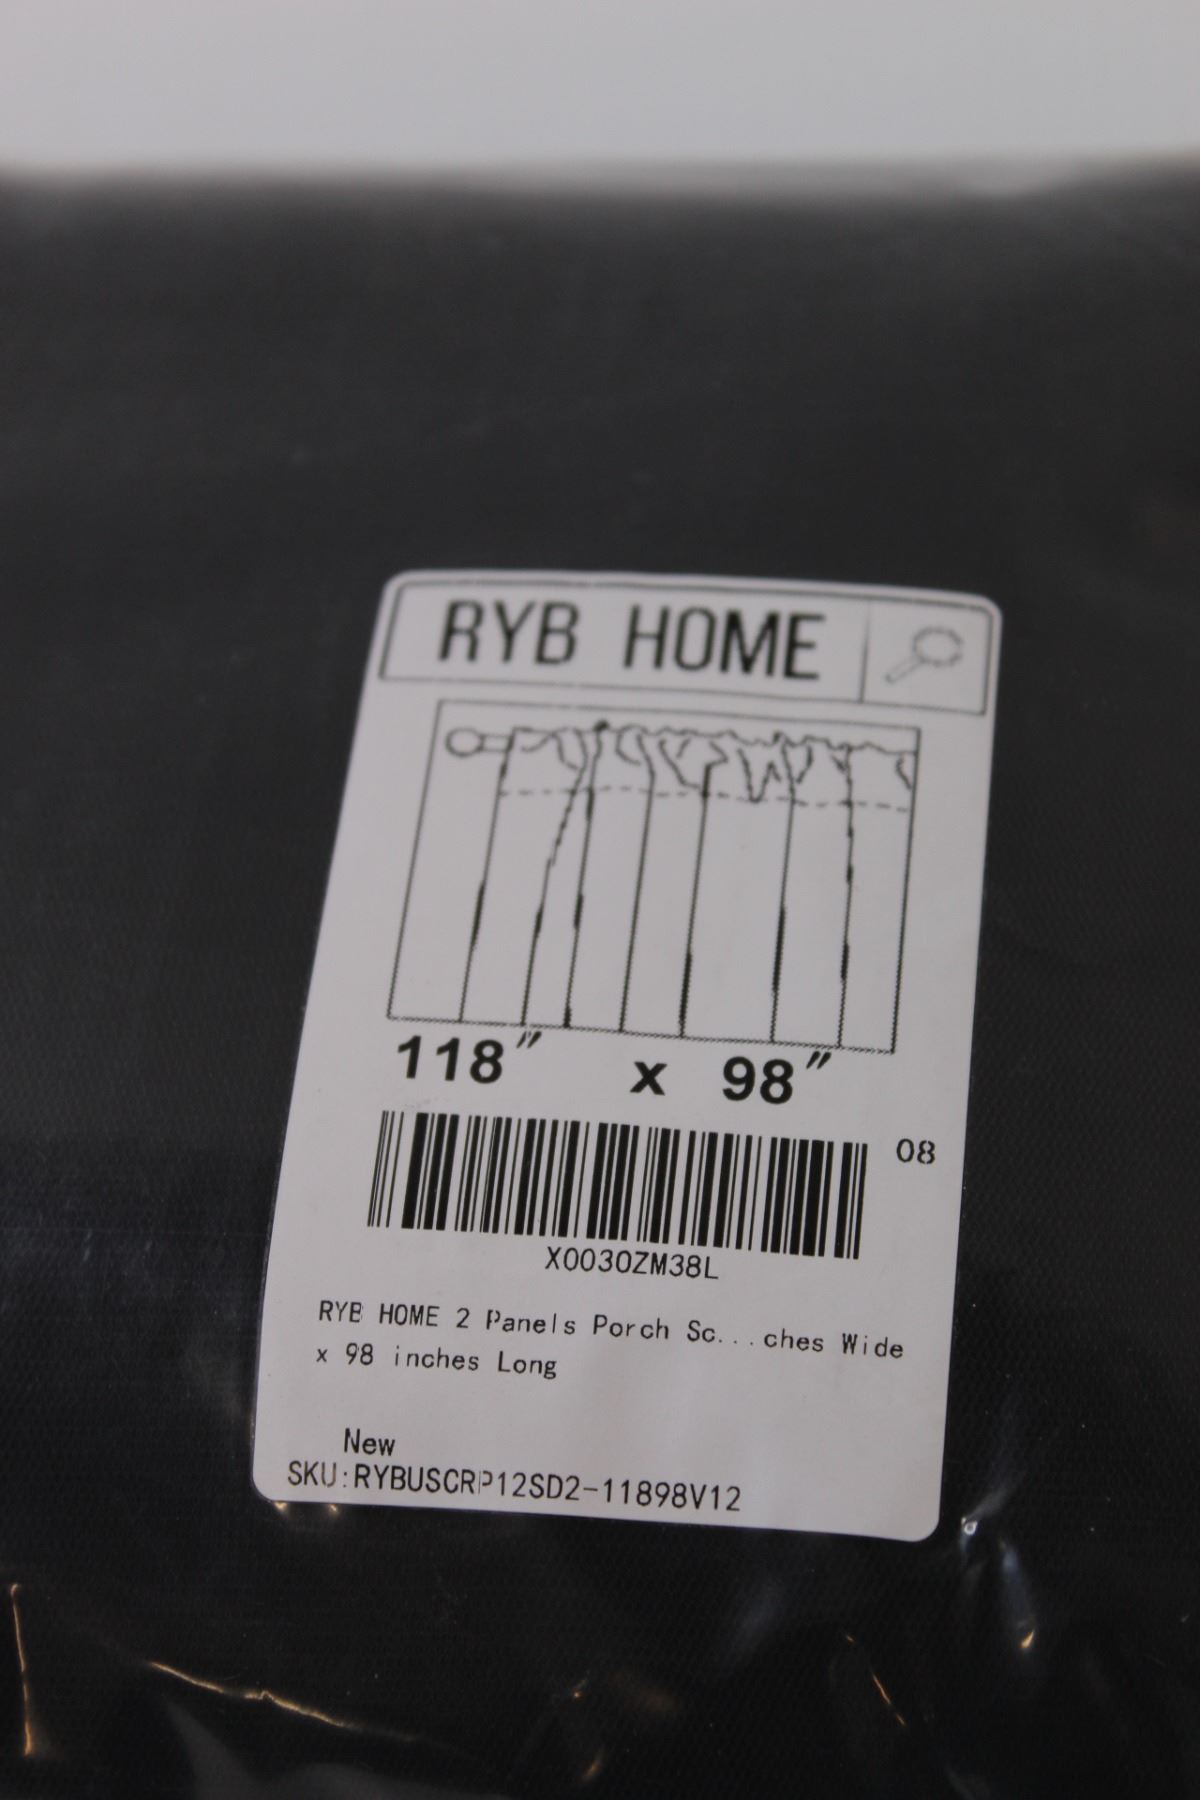 RYB HOME
118" x 98"
08
X0030ZM38L
RYB HOME 2 Panels Porch Sc...ches Wide
x 98 inches Long
New
SKU:RYBUSCRP12SD2-11898V12